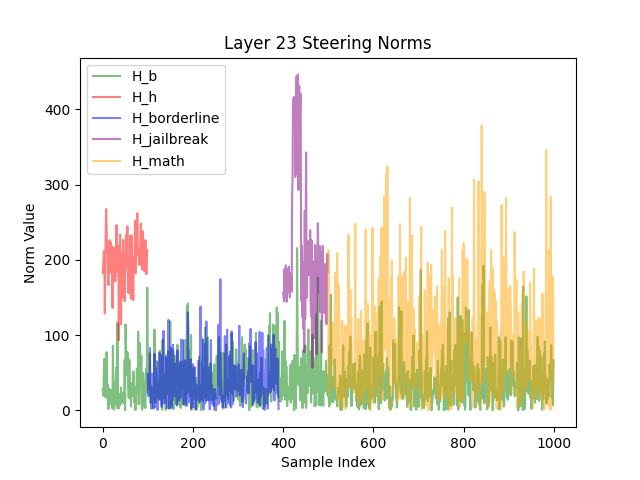 Layer 23 Steering Norms
H_b
H_h
H_borderline
H_jailbreak
H_math
Norm Value
400
300
200
100
0
0 200 400 600 800 1000
Sample Index